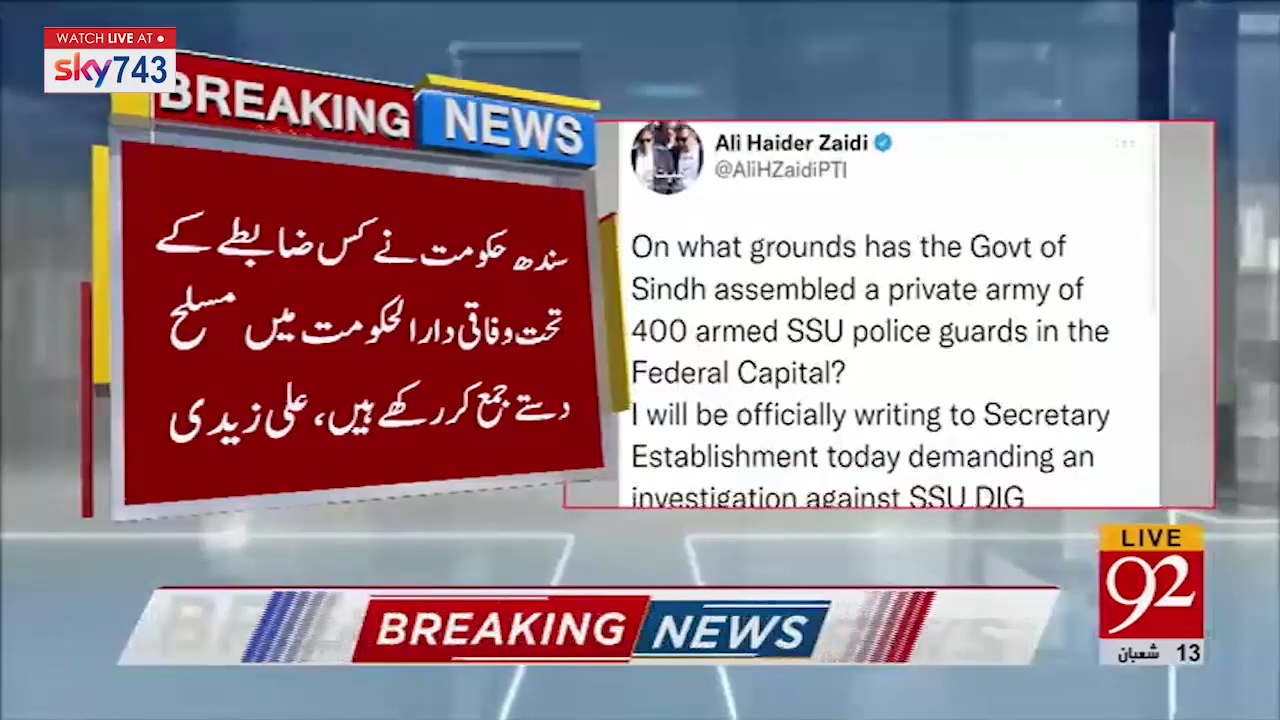 WATCH LIVE AT
sky743
BREAKING NEWS
سندھ حکومت نے کس ضابطے کے
تحت وفاقی دارالحکومت میں مسلح
دستے جمع کر رکھے ہیں، علی زیدی
Ali Haider Zaidi
@AliHZaidiPTI
On what grounds has the Govt of
Sindh assembled a private army of
400 armed SSU police guards in the
Federal Capital?
I will be officially writing to Secretary
Establishment today demanding an
investigation against SSU DIG
BREAKING NEWS
LIVE
92
13 شعبان